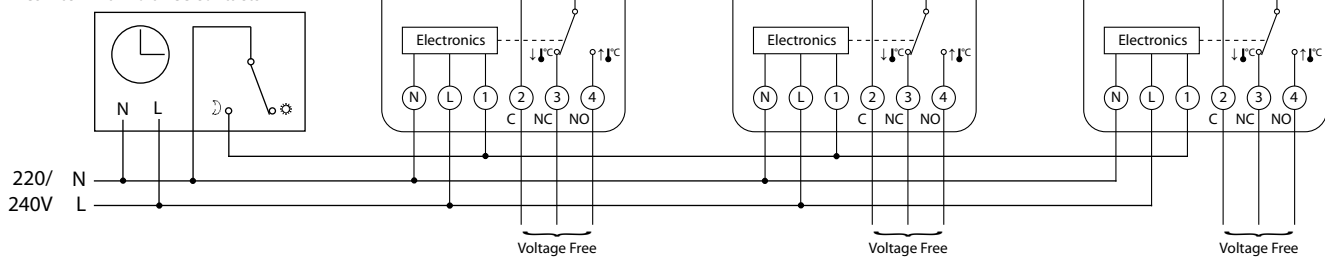 Electronics Electronics Electronics
°C °C °C °C °C °C
N L N L 1 2 3 4 N L 1 2 3 4 N L 1 2 3 4
C NC NO C NC NO C NC NO
220/ N
240V L
Voltage Free Voltage Free Voltage Free